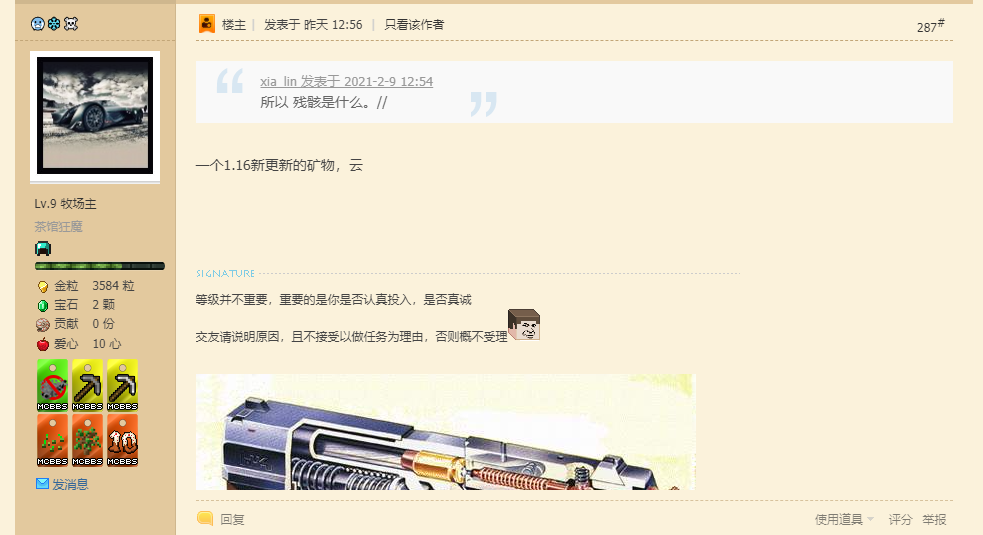 楼主 | 发表于 昨天 12:56 | 只看该作者
287#
xia_lin 发表于 2021-2-9 12:54
所以 残骸是什么。//
一个1.16新更新的矿物，云
Lv.9 牧场主
茶馆狂魔
金粒 3584 粒
宝石 2 颗
贡献 0 份
爱心 10 心
MCBBS MCBBS MCBBS
10
MCBBS MCBBS MCBBS
发消息
SIGNATURE
等级并不重要，重要的是你是否认真投入，是否真诚
交友请说明原因，且不接受以做任务为理由，否则概不受理
回复
使用道具 评分 举报